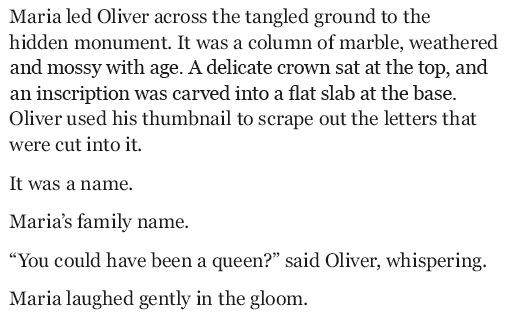 Maria led Oliver across the tangled ground to the
hidden monument. It was a column of marble, weathered
and mossy with age. A delicate crown sat at the top, and
an inscription was carved into a flat slab at the base.
Oliver used his thumbnail to scrape out the letters that
were cut into it.
It was a name.
Maria’s family name.
“You could have been a queen?” said Oliver, whispering.
Maria laughed gently in the gloom.